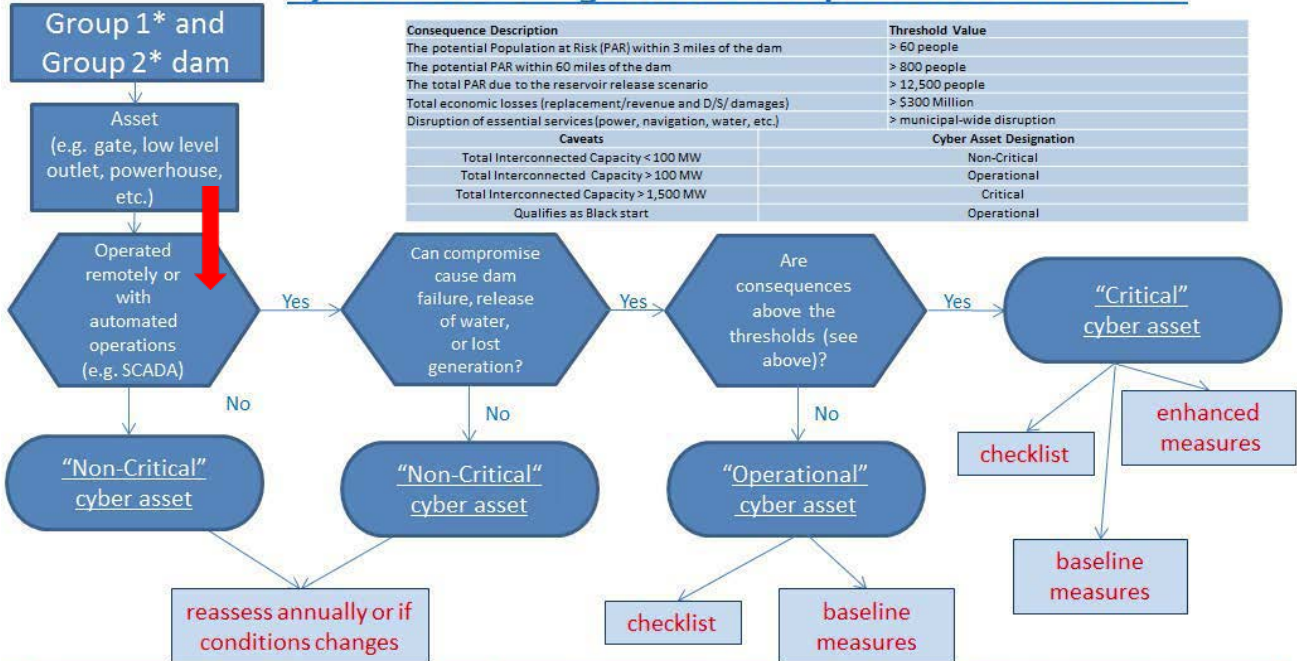 Group 1* and
Group 2* dam
Consequence Description Threshold Value
The potential Population at Risk (PAR) within 3 miles of the dam > 60 people
The potential PAR within 60 miles of the dam > 800 people
The total PAR due to the reservoir release scenario > 12,500 people
Total economic losses (replacement/revenue and D/S/ damages) > $300 Million
Disruption of essential services (power, navigation, water, etc.) > municipal-wide disruption
Caveats Cyber Asset Designation
Total Interconnected Capacity < 100 MW Non-Critical
Total Interconnected Capacity > 100 MW Operational
Total Interconnected Capacity > 1,500 MW Critical
Qualifies as Black start Operational
Asset
(e.g. gate, low level
outlet, powerhouse,
etc.)
Operated
remotely or
with
automated
operations
(e.g. SCADA)
Yes
No
Can compromise
cause dam
failure, release
of water,
or lost
generation?
Yes
No
Are
consequences
above the
thresholds (see
above)?
Yes
No
"Critical"
cyber asset
"Non-Critical"
cyber asset
"Non-Critical"
cyber asset
"Operational"
cyber asset
checklist
enhanced
measures
baseline
measures
reassess annually or if
conditions changes
checklist
baseline
measures